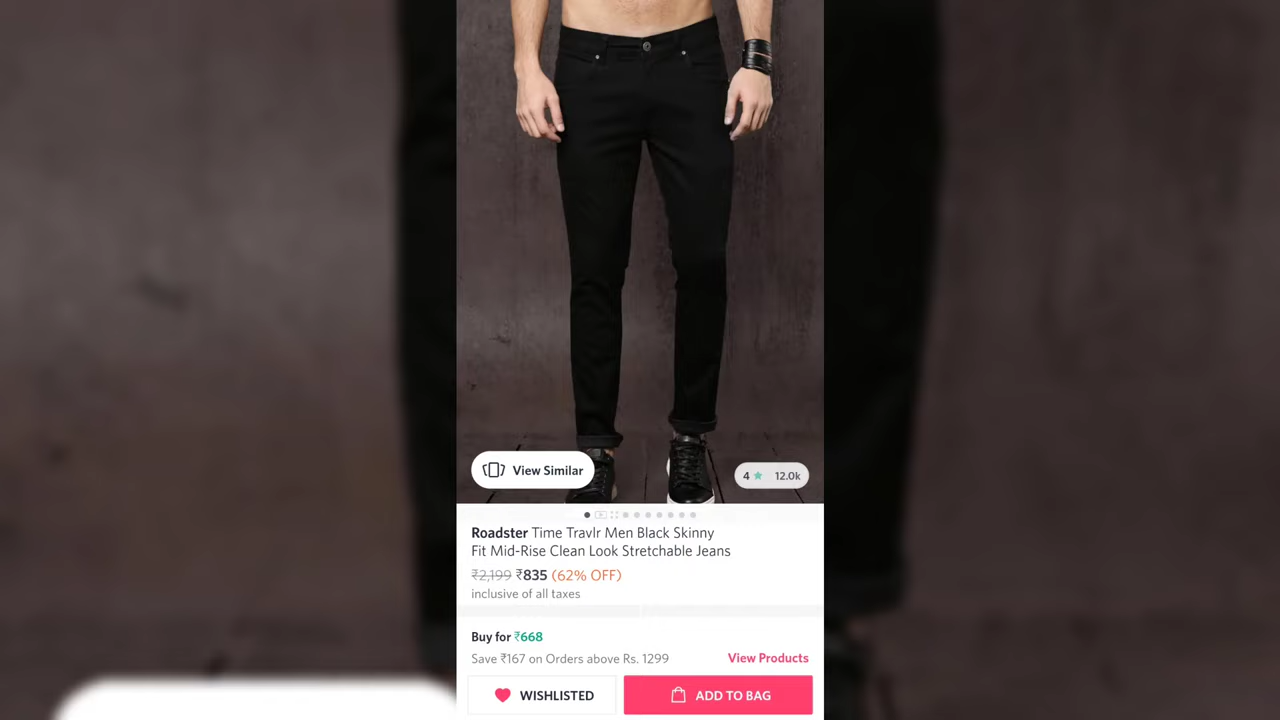 View Similar
4 ★ 12.0k
Roadster Time Travlr Men Black Skinny
Fit Mid-Rise Clean Look Stretchable Jeans
₹2,199 ₹835 (62% OFF)
inclusive of all taxes
Buy for ₹668
Save ₹167 on Orders above Rs. 1299
View Products
WISHLISTED
ADD TO BAG